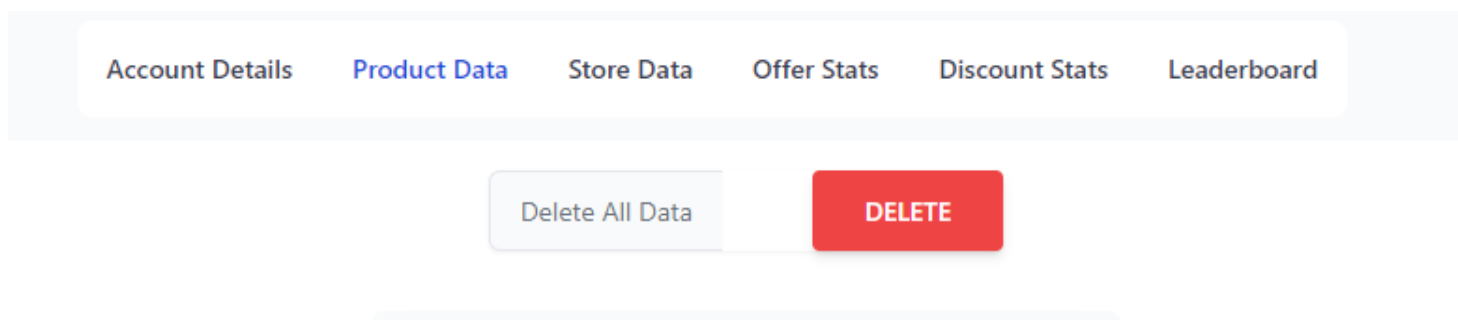 Account Details Product Data Store Data Offer Stats Discount Stats Leaderboard
Delete All Data DELETE